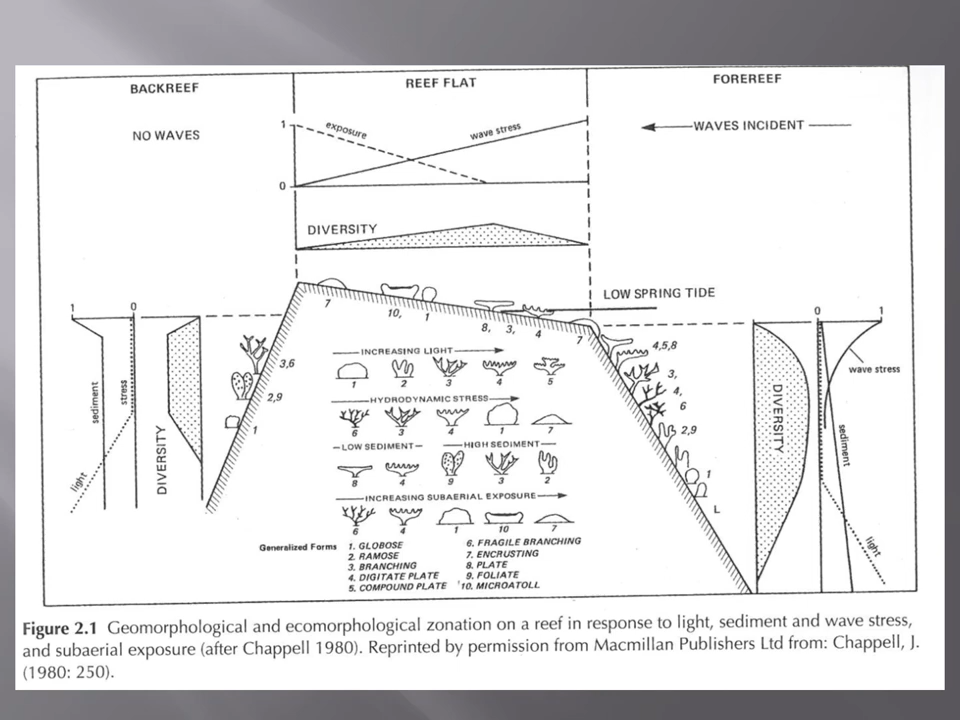 BACKREEF
REEF FLAT
FOREREEF
NO WAVES
1
exposure
wave stress
WAVES INCIDENT
0
DIVERSITY
LOW SPRING TIDE
7
10, 1
8, 3, 4
7
1 0
sediment
stress
light
DIVERSITY
3,6
2,9
1
INCREASING LIGHT
1 2 3 4 5
HYDRODYNAMIC STRESS
6 3 4 1 7
LOW SEDIMENT
HIGH SEDIMENT
8 4 9 3 2
INCREASING SUBAERIAL EXPOSURE
6 4 1 10 7
Generalized Forms
1. GLOBOSE
2. RAMOSE
3. BRANCHING
4. DIGITATE PLATE
5. COMPOUND PLATE
6. FRAGILE BRANCHING
7. ENCRUSTING
8. PLATE
9. FOLIATE
10. MICROATOLL
4,5,8
3,
4,
6
2,9
1
L
DIVERSITY
0 1
wave stress
sediment
light
Figure 2.1 Geomorphological and ecomorphological zonation on a reef in response to light, sediment and wave stress,
and subaerial exposure (after Chappell 1980). Reprinted by permission from Macmillan Publishers Ltd from: Chappell, J.
(1980: 250).